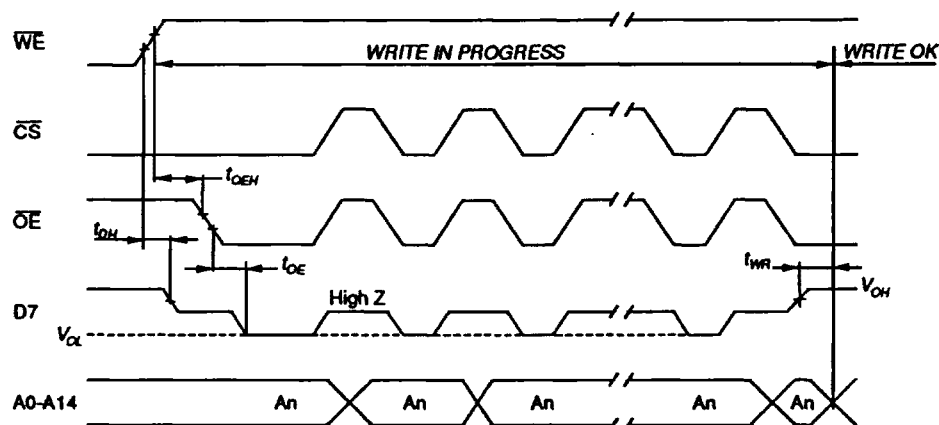 WE
WRITE IN PROGRESS
WRITE OK
CS
tOEH
OE
tDH
tOE
tWR
VOH
High Z
D7
VOL
A0-A14 An An An An An